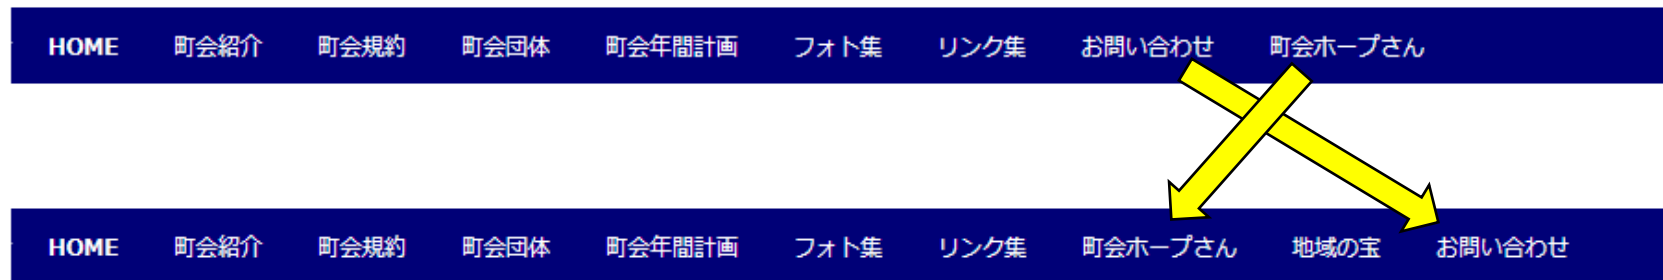 HOME 町会紹介 町会規約 町会団体 町会年間計画 フォト集 リンク集 お問い合わせ 町会ホープさん
HOME 町会紹介 町会規約 町会団体 町会年間計画 フォト集 リンク集 町会ホープさん 地域の宝 お問い合わせ